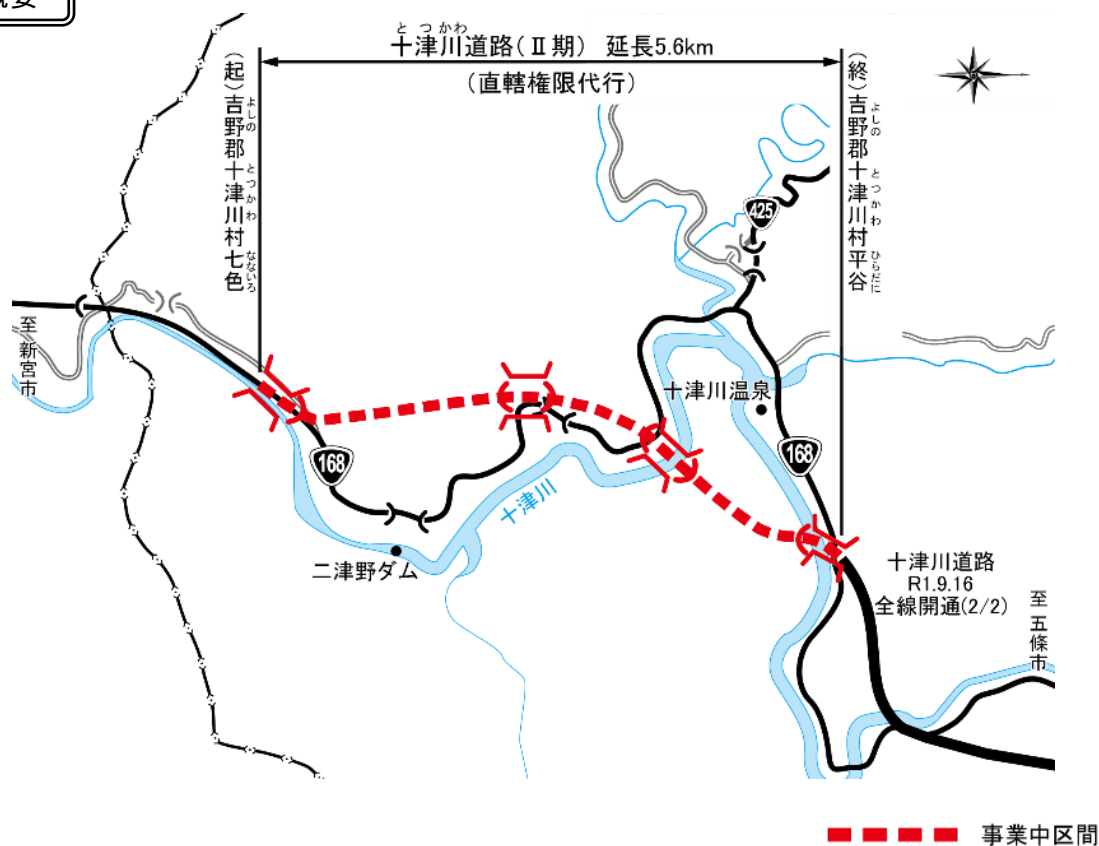 概要
とつかわ
十津川道路(Ⅱ期) 延長5.6km
(直轄権限代行)
(起)吉野郡十津川村七色
よしの
とつかわ
なないろ
(終)吉野郡十津川村平谷
よしの
とつかわ
ひらだに
425
至 新宮市
十津川温泉
168
168
十津川
二津野ダム
十津川道路
R1.9.16
全線開通(2/2)
至 五條市
事業中区間